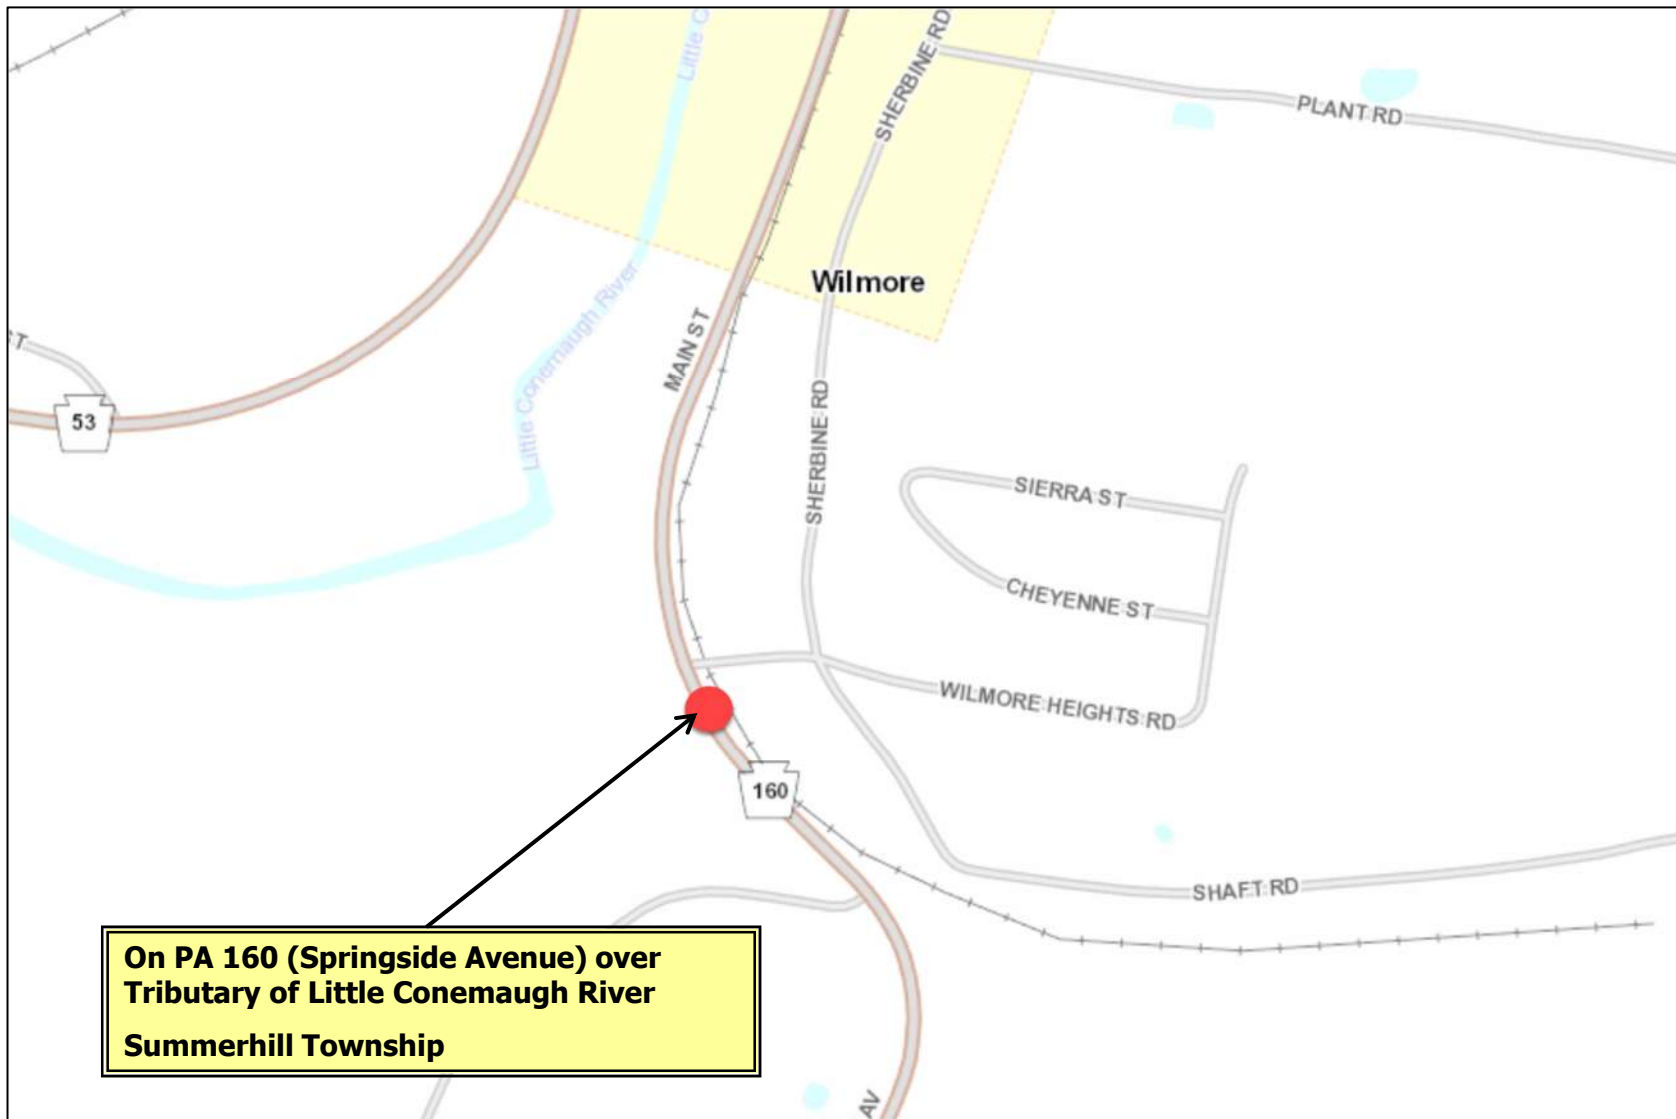 Little C
SHERBINE RD
PLANT RD
Wilmore
Little Conemaugh River
MAIN ST
53
SHERBINE RD
SIERRA ST
CHEYENNE ST
WILMORE HEIGHTS RD
160
SHAFT RD
On PA 160 (Springside Avenue) over
Tributary of Little Conemaugh River
Summerhill Township
AV